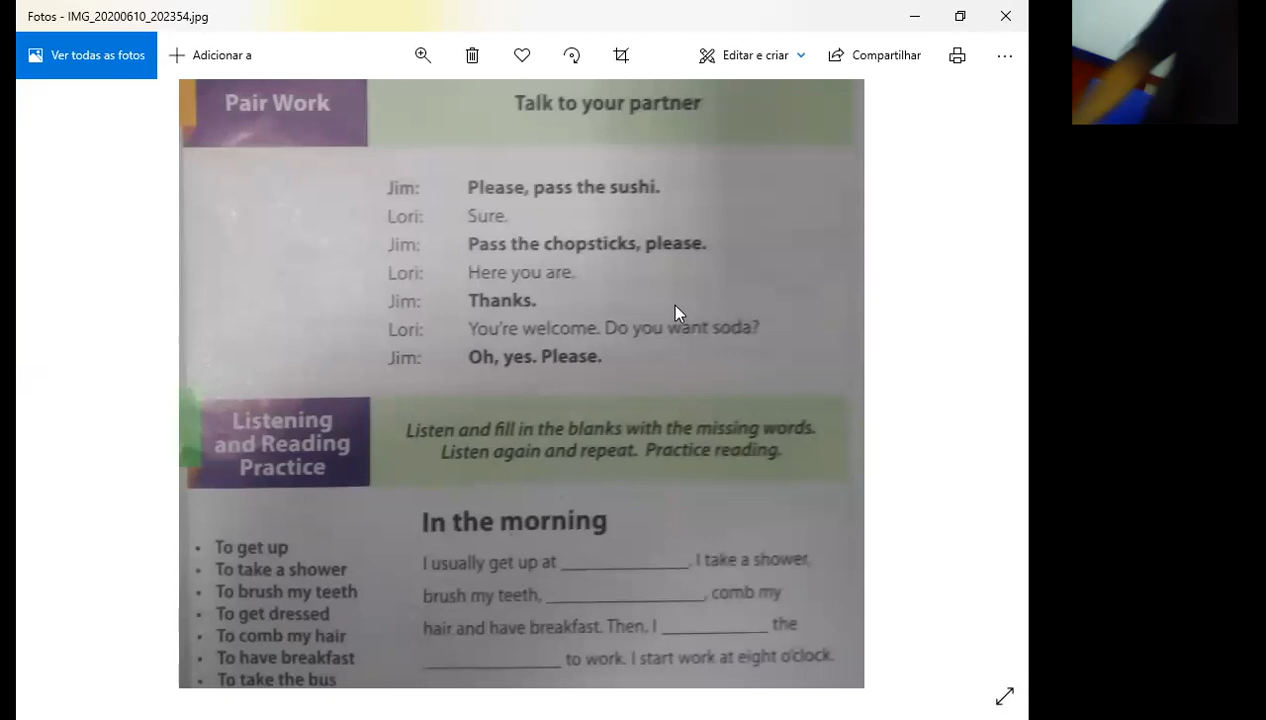 Fotos - IMG_20200610_202354.jpg
Ver todas as fotos
Adicionar a
Editar e criar
Compartilhar
Pair Work
Talk to your partner
Jim: Please, pass the sushi.
Lori: Sure.
Jim: Pass the chopsticks, please.
Lori: Here you are.
Jim: Thanks.
Lori: You're welcome. Do you want soda?
Jim: Oh, yes. Please.
Listening
and Reading
Practice
Listen and fill in the blanks with the missing words.
Listen again and repeat. Practice reading.
• To get up
• To take a shower
• To brush my teeth
• To get dressed
• To comb my hair
• To have breakfast
• To take the bus
In the morning
I usually get up at ____________. I take a shower,
brush my teeth, _______________, comb my
hair and have breakfast. Then, I __________ the
_____________ to work. I start work at eight o'clock.